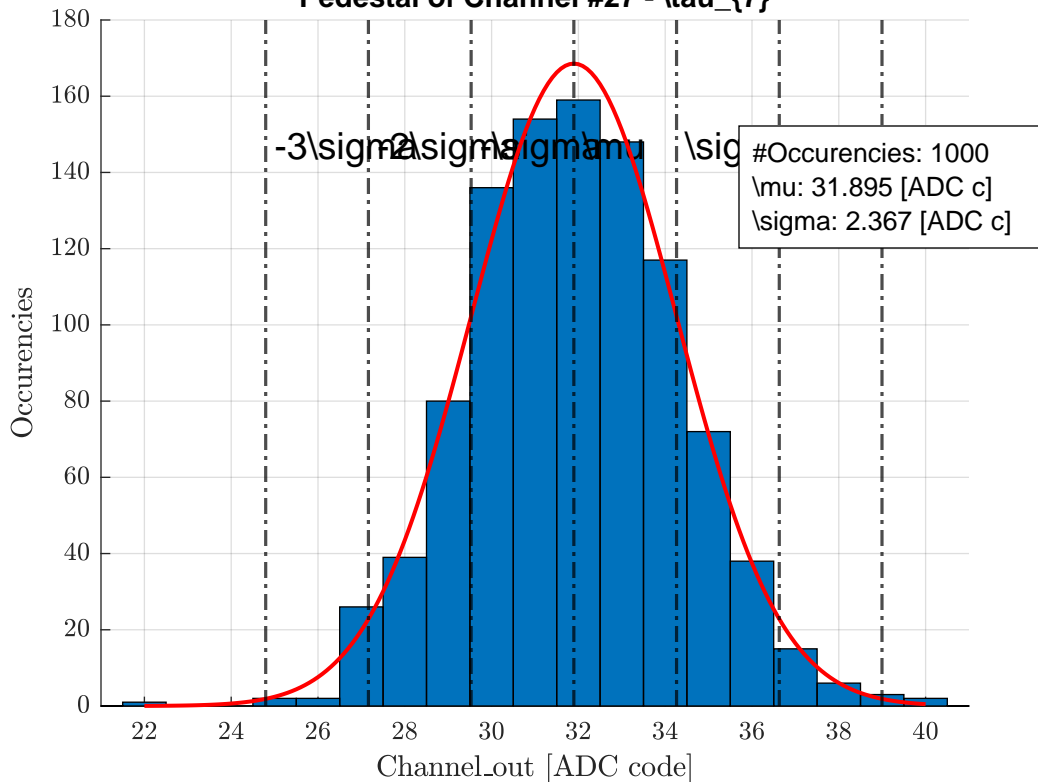 Pedestal of Channel #27 - \tau_{7}
180
160
140
120
100
80
60
40
20
0
Occurencies
-3\sigma
-2\sigma
-\sigma
\mu
\sig
#Occurencies: 1000
\mu: 31.895 [ADC c]
\sigma: 2.367 [ADC c]
22 24 26 28 30 32 34 36 38 40
Channel_out [ADC code]